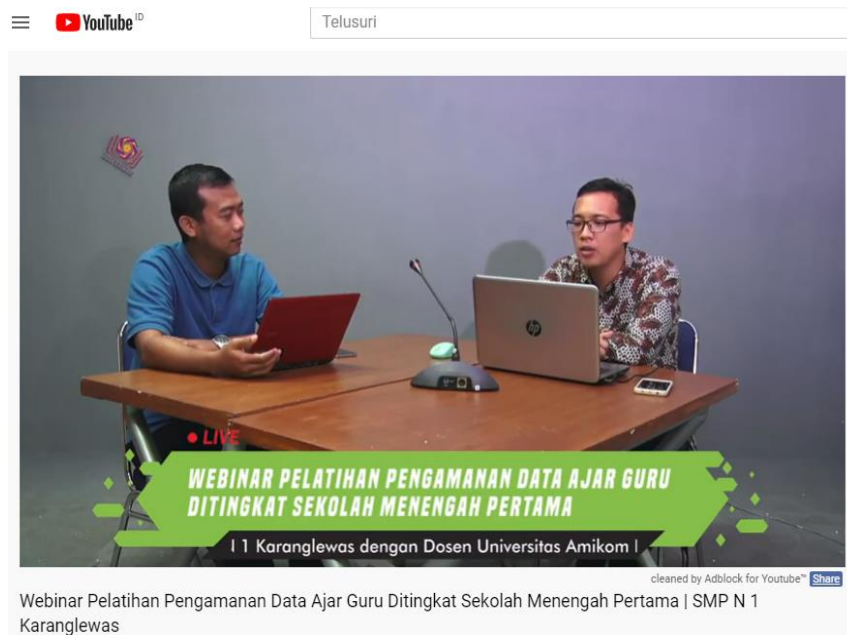 YouTube ID
Telusuri
hp
LIVE
WEBINAR PELATIHAN PENGAMANAN DATA AJAR GURU
DITINGKAT SEKOLAH MENENGAH PERTAMA
1 Karanglewas dengan Dosen Universitas Amikom
cleaned by Adblock for Youtube™ Share
Webinar Pelatihan Pengamanan Data Ajar Guru Ditingkat Sekolah Menengah Pertama | SMP N 1
Karanglewas